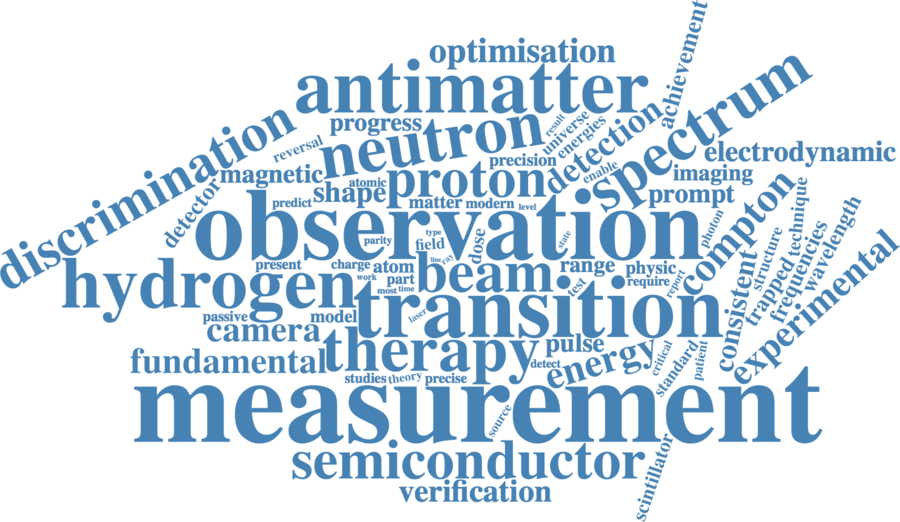 optimisation
achievement
antimatter
spectrum
discrimination
progress
neutron
result
universe
energies
detection
reversal
precision
electrodynamic
magnetic
proton
enable
imaging
detector
atomic
shape
prompt
predict
matter
modern
level
compton
technique
observation
photon
structure
wavelength
type
parity
field
dose
state
trapped
frequencies
hydrogen
present
charge
atom
line
ray
beam
range
physic
consistent
experimental
work
part
test
require
report
most
time
passive
model
laser
transition
camera
therapy
pulse
fundamental
detect
energy
critical
standard
patient
studies
theory
precise
measurement
source
semiconductor
scintillator
verification